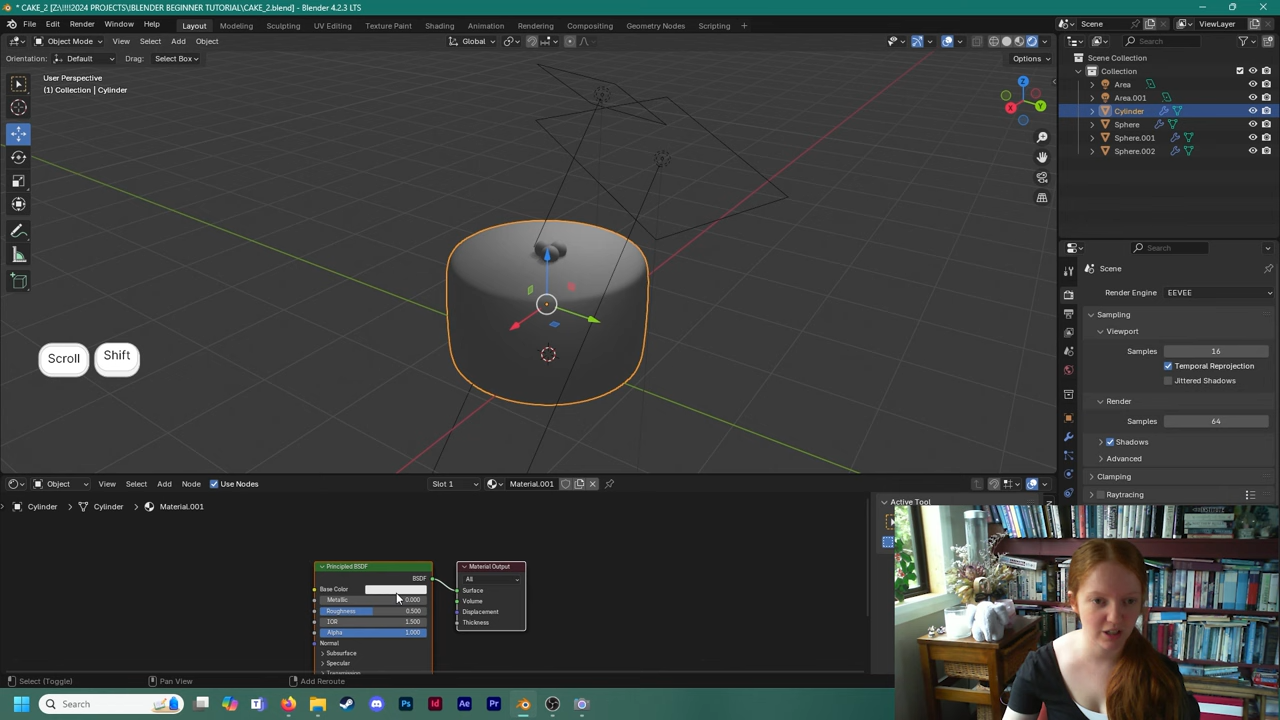 * CAKE_2 [Z:\!!!!2024 PROJECTS\BLENDER BEGINNER TUTORIAL\CAKE_2.blend] - Blender 4.2.3 LTS
File Edit Render Window Help Layout Modeling Sculpting UV Editing Texture Paint Shading Animation Rendering Compositing Geometry Nodes Scripting + Scene ViewLayer
Object Mode View Select Add Object Global Search
Orientation: Default Drag: Select Box Options Scene Collection
Collection
User Perspective
(1) Collection | Cylinder
Area
Area.001
Cylinder
Sphere
Sphere.001
Sphere.002
Z
X
Y
Search
Scene
Render Engine EEVEE
Sampling
Viewport
Samples 16
Temporal Reprojection
Jittered Shadows
Render
Samples 64
Shadows
Advanced
Clamping
Raytracing
Scroll Shift
Object View Select Add Node Use Nodes Slot 1 Material.001
Cylinder > Cylinder > Material.001
Active Tool
Principled BSDF
BSDF
Base Color
Metallic 0.000
Roughness 0.500
IOR 1.500
Alpha 1.000
Normal
Subsurface
Specular
Material Output
All
Surface
Volume
Displacement
Thickness
Select (Toggle) Pan View Add Reroute
Search Ps Id Ae Pr